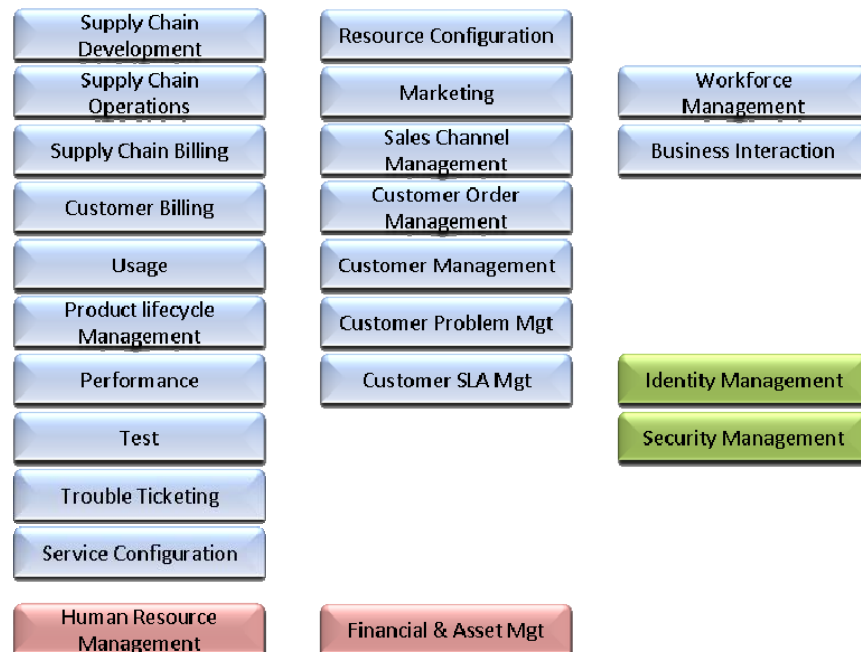 Supply Chain
Development
Supply Chain
Operations
Supply Chain Billing
Customer Billing
Usage
Product lifecycle
Management
Performance
Test
Trouble Ticketing
Service Configuration
Human Resource
Management
Resource Configuration
Marketing
Sales Channel
Management
Customer Order
Management
Customer Management
Customer Problem Mgt
Customer SLA Mgt
Financial & Asset Mgt
Workforce
Management
Business Interaction
Identity Management
Security Management